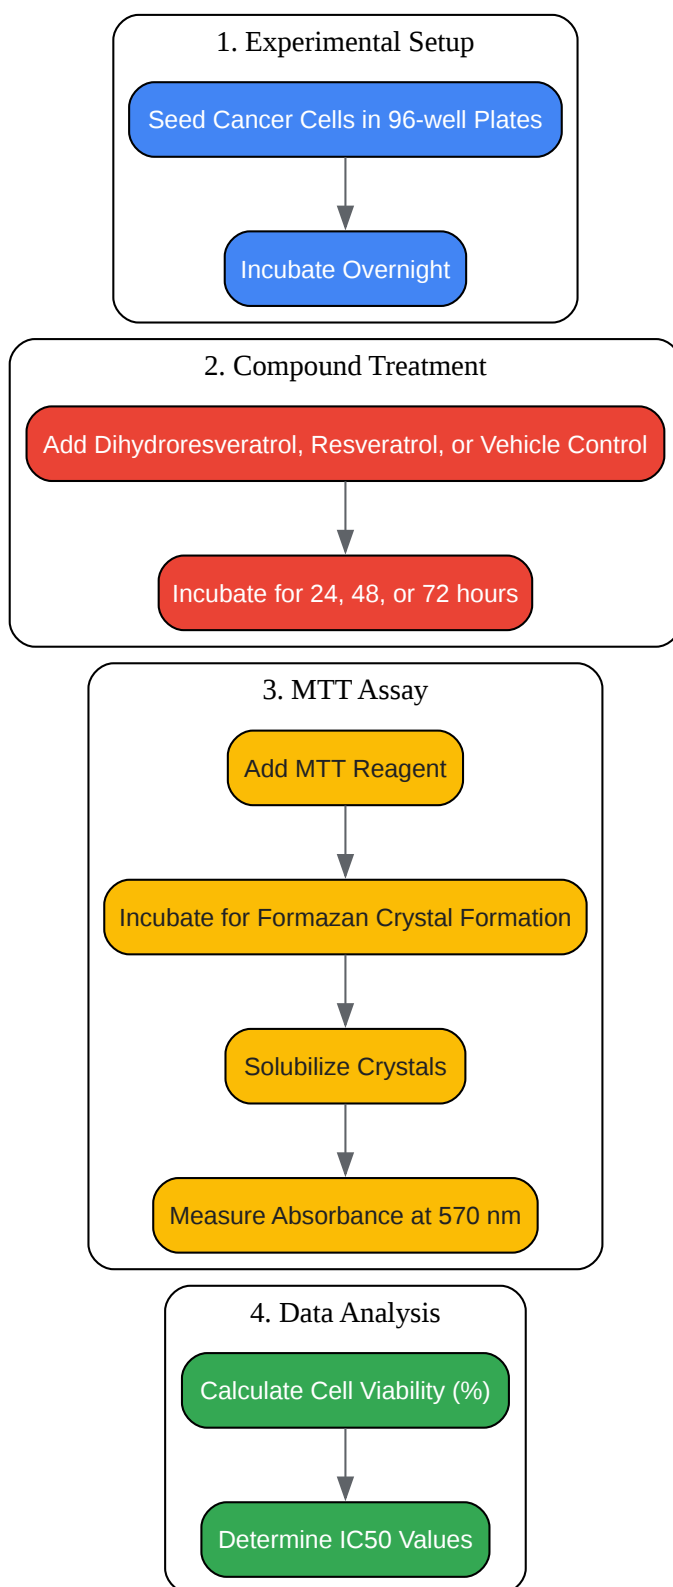 1. Experimental Setup
Seed Cancer Cells in 96-well Plates
Incubate Overnight
2. Compound Treatment
Add Dihydroresveratrol, Resveratrol, or Vehicle Control
Incubate for 24, 48, or 72 hours
3. MTT Assay
Add MTT Reagent
Incubate for Formazan Crystal Formation
Solubilize Crystals
Measure Absorbance at 570 nm
4. Data Analysis
Calculate Cell Viability (%)
Determine IC50 Values